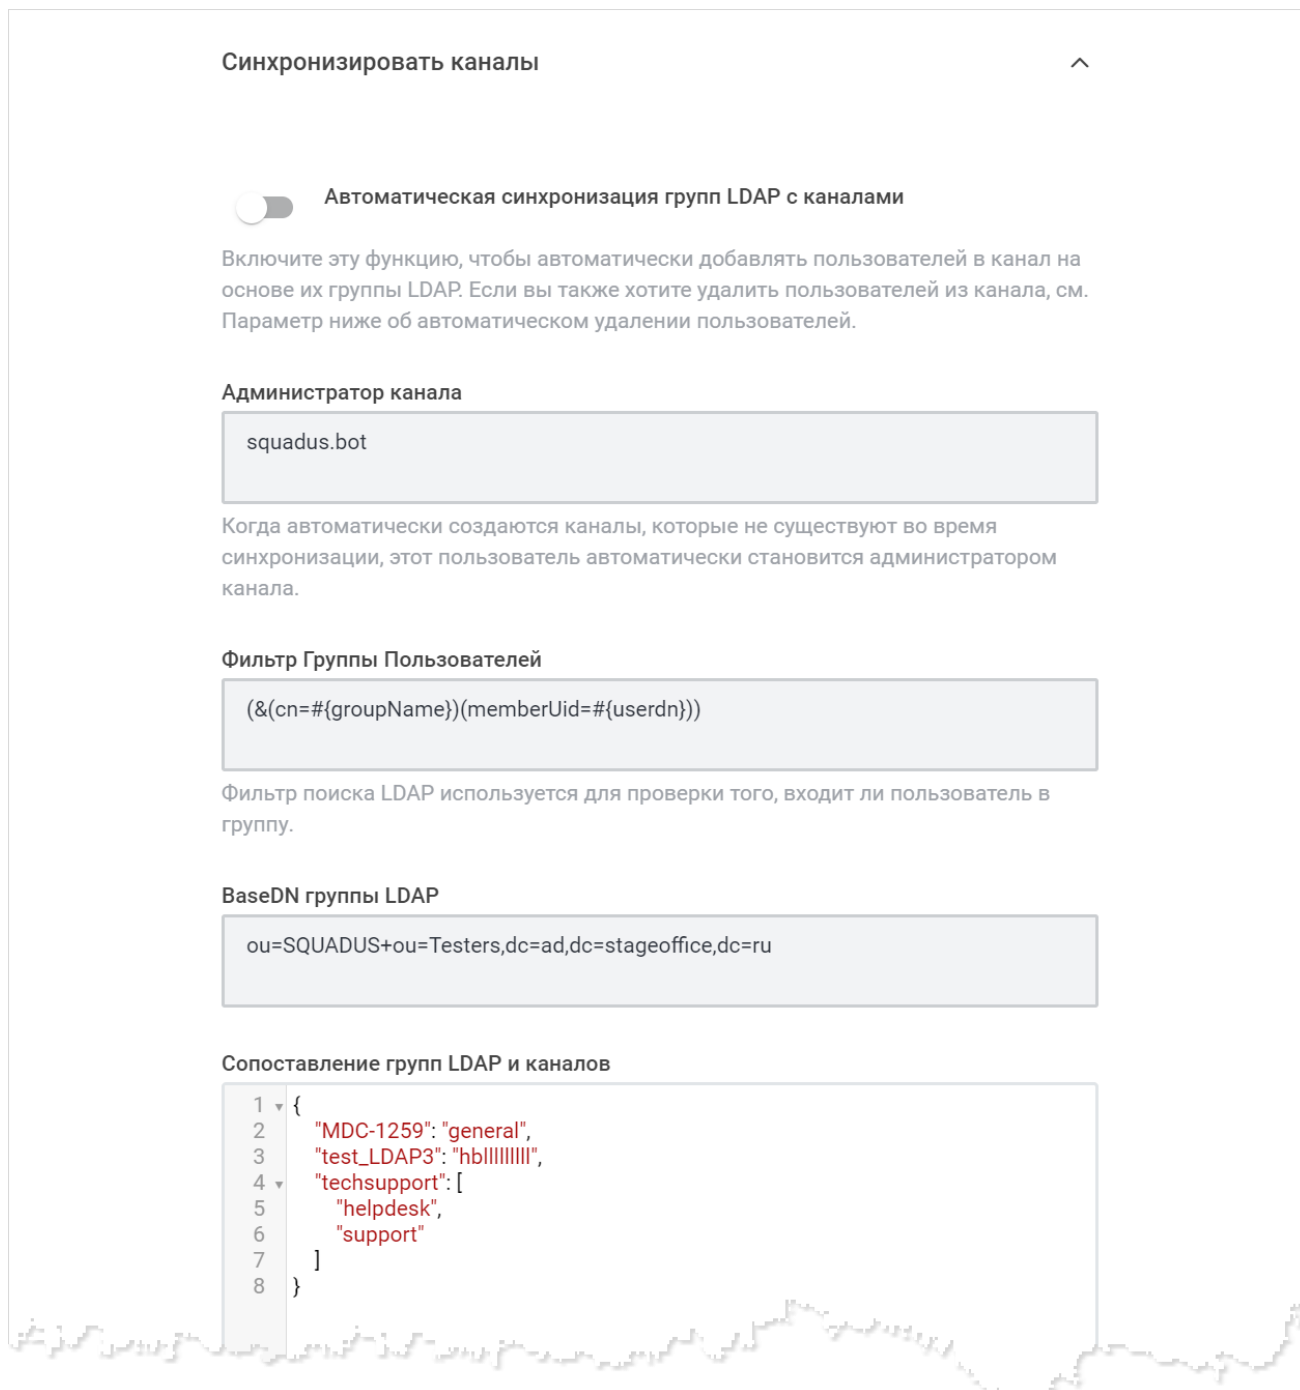 Синхронизировать каналы
Автоматическая синхронизация групп LDAP с каналами
Включите эту функцию, чтобы автоматически добавлять пользователей в канал на
основе их группы LDAP. Если вы также хотите удалить пользователей из канала, см.
Параметр ниже об автоматическом удалении пользователей.
Администратор канала
squadus.bot
Когда автоматически создаются каналы, которые не существуют во время
синхронизации, этот пользователь автоматически становится администратором
канала.
Фильтр Группы Пользователей
(&(cn=#{groupName})(memberUid=#{userdn}))
Фильтр поиска LDAP используется для проверки того, входит ли пользователь в
группу.
BaseDN группы LDAP
ou=SQUADUS+ou=Testers,dc=ad,dc=stageoffice,dc=ru
Сопоставление групп LDAP и каналов
1 {
2 "MDC-1259": "general",
3 "test_LDAP3": "hblllllllll",
4 "techsupport": [
5 "helpdesk",
6 "support"
7 ]
8 }